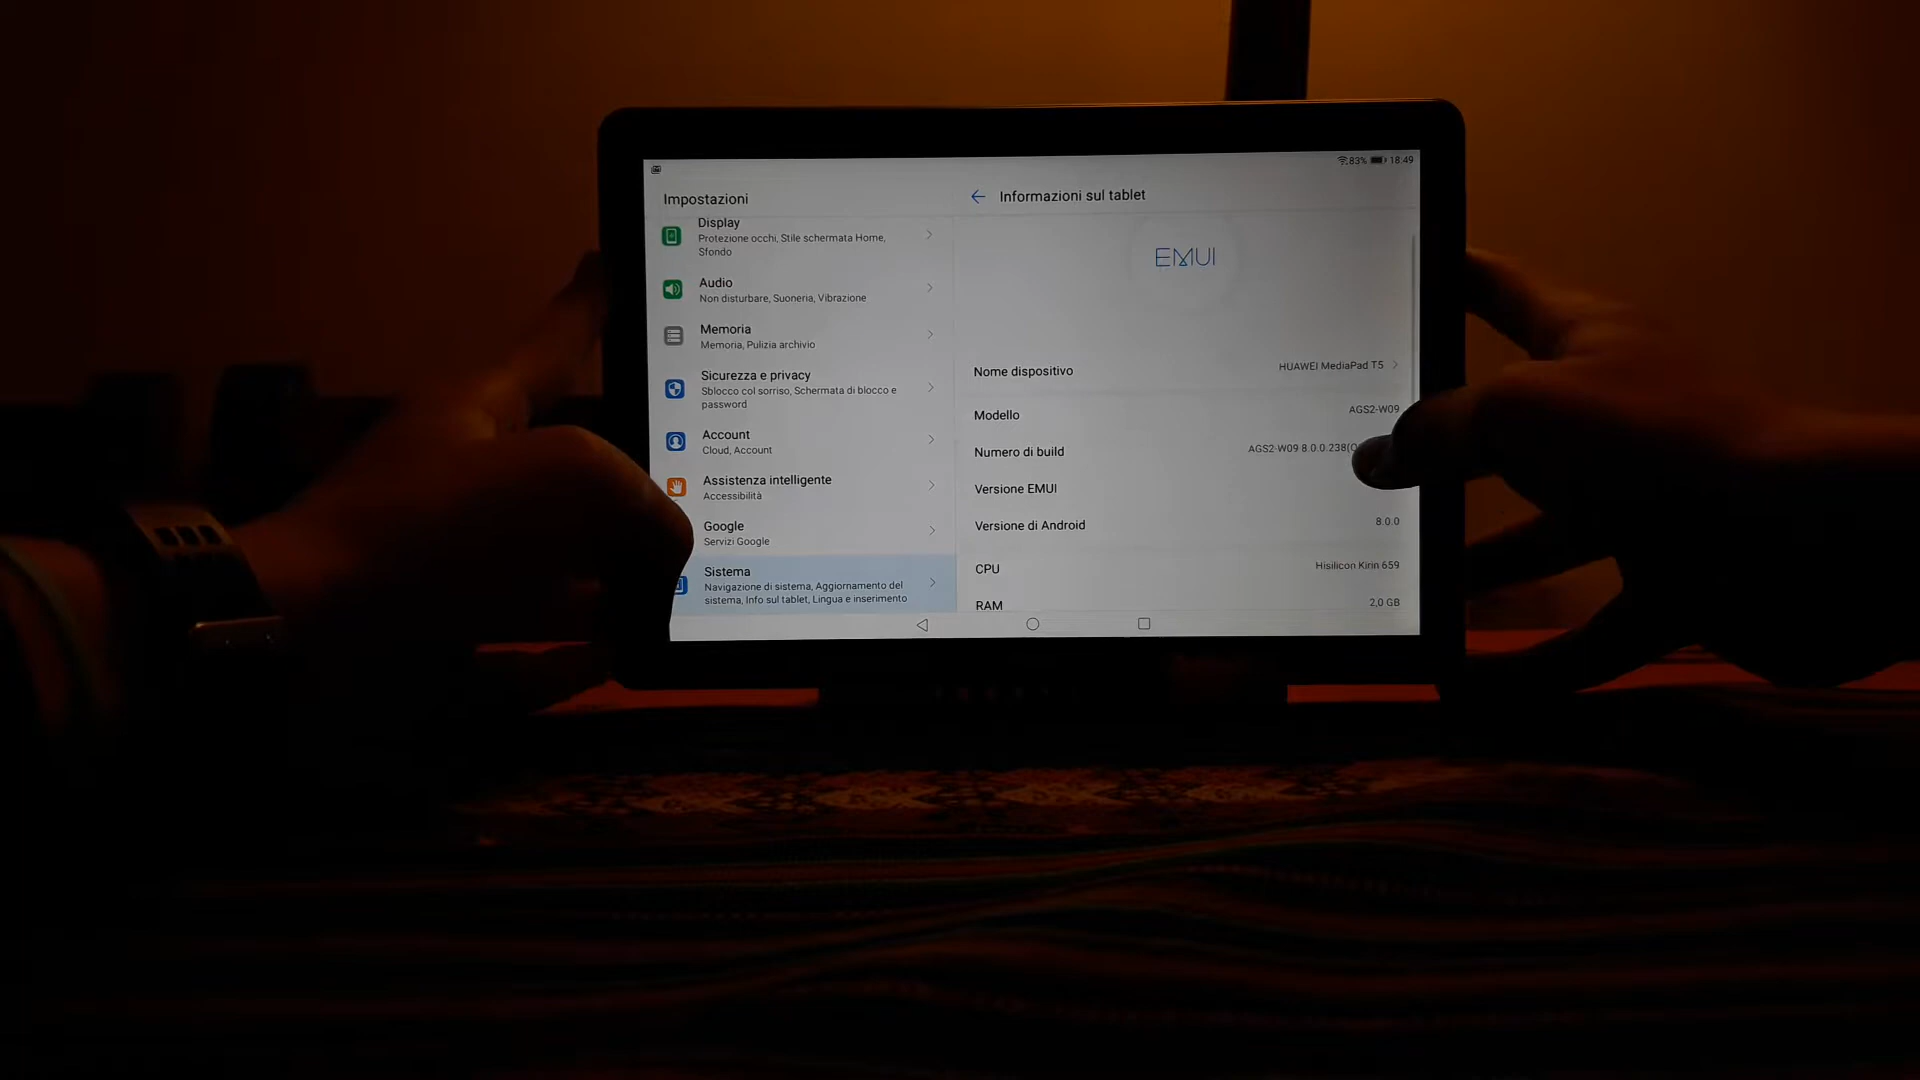 83% 18:49
Impostazioni
Display
Protezione occhi, Stile schermata Home,
Sfondo
Audio
Non disturbare, Suoneria, Vibrazione
Memoria
Memoria, Pulizia archivio
Sicurezza e privacy
Sblocco col sorriso, Schermata di blocco e
password
Account
Cloud, Account
Assistenza intelligente
Accessibilità
Google
Servizi Google
Sistema
Navigazione di sistema, Aggiornamento del
sistema, Info sul tablet, Lingua e inserimento
Informazioni sul tablet
EMUI
Nome dispositivo HUAWEI MediaPad T5
Modello AGS2-W09
Numero di build AGS2-W09 8.0.0.238(
Versione EMUI
Versione di Android 8.0.0
CPU Hisilicon Kirin 659
RAM 2,0 GB